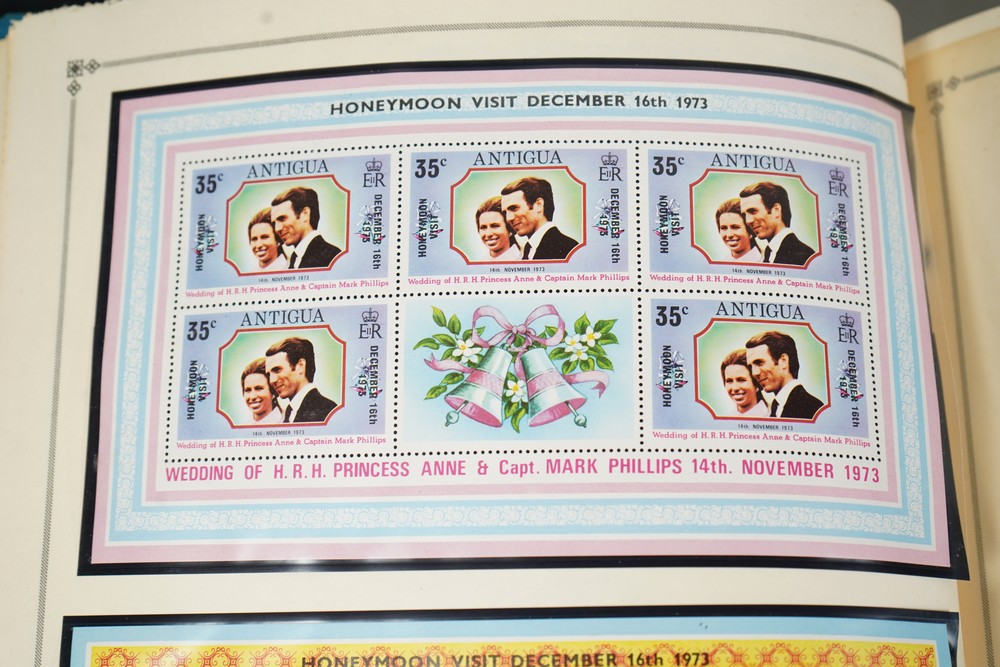 HONEYMOON VISIT DECEMBER 16th 1973
35c ANTIGUA EIIR
HONEYMOON VISIT
DECEMBER 16th 1973
14th NOVEMBER 1973
Wedding of H.R.H. Princess Anne & Captain Mark Phillips
35c ANTIGUA EIIR
HONEYMOON VISIT
DECEMBER 16th 1973
14th NOVEMBER 1973
Wedding of H.R.H. Princess Anne & Captain Mark Phillips
35c ANTIGUA EIIR
HONEYMOON VISIT
DECEMBER 16th 1973
14th NOVEMBER 1973
Wedding of H.R.H. Princess Anne & Captain Mark Phillips
35c ANTIGUA EIIR
HONEYMOON VISIT
DECEMBER 16th 1973
14th NOVEMBER 1973
Wedding of H.R.H. Princess Anne & Captain Mark Phillips
35c ANTIGUA EIIR
HONEYMOON VISIT
DECEMBER 16th 1973
14th NOVEMBER 1973
Wedding of H.R.H. Princess Anne & Captain Mark Phillips
WEDDING OF H.R.H. PRINCESS ANNE & Capt. MARK PHILLIPS 14th. NOVEMBER 1973
HONEYMOON VISIT DECEMBER 16th 1973